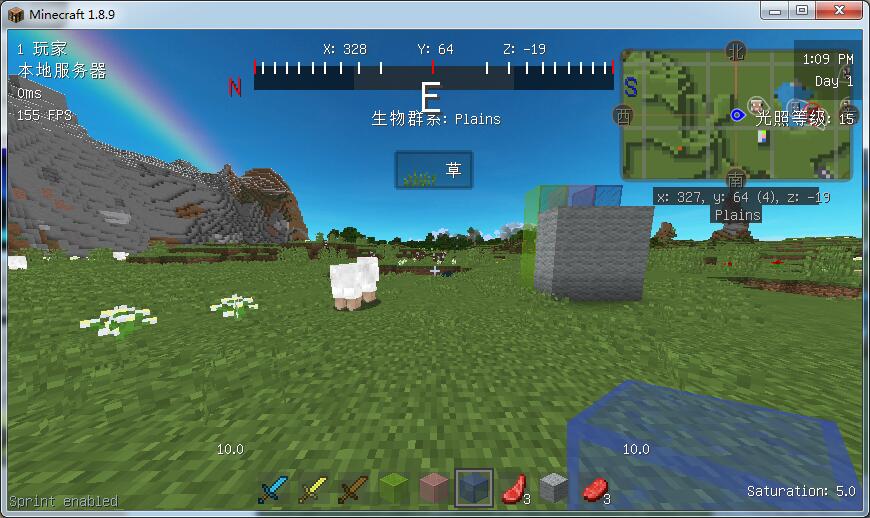 Minecraft 1.8.9
1 玩家
本地服务器
0ms
155 FPS
X: 328 Y: 64 Z: -19
N
E
S
生物群系: Plains
草
北
西
南
1:09 PM
Day 1
光照等级: 15
x: 327, y: 64 (4), z: -19
Plains
10.0
10.0
3
3
Saturation: 5.0
Sprint enabled